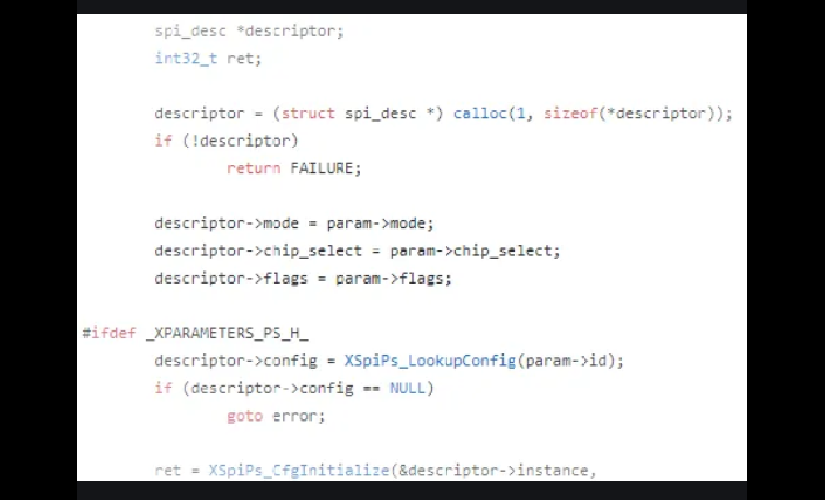 spi_desc *descriptor;
int32_t ret;
descriptor = (struct spi_desc *) calloc(1, sizeof(*descriptor));
if (!descriptor)
return FAILURE;
descriptor->mode = param->mode;
descriptor->chip_select = param->chip_select;
descriptor->flags = param->flags;
#ifdef _XPARAMETERS_PS_H_
descriptor->config = XSpiPs_LookupConfig(param->id);
if (descriptor->config == NULL)
goto error;
ret = XSpiPs_CfgInitialize(&descriptor->instance,